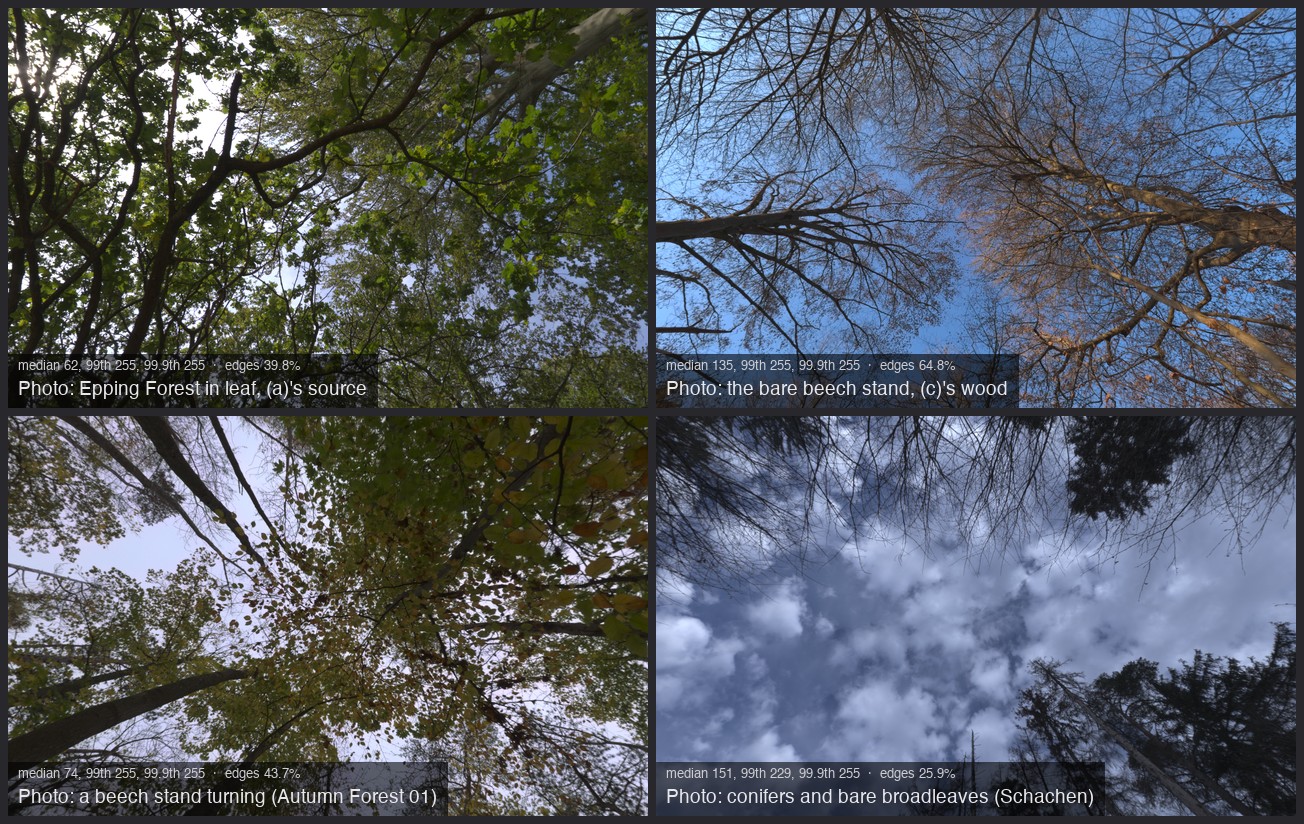 median 62, 99th 255, 99.9th 255 · edges 39.8%
Photo: Epping Forest in leaf, (a)'s source
median 135, 99th 255, 99.9th 255 · edges 64.8%
Photo: the bare beech stand, (c)'s wood
median 74, 99th 255, 99.9th 255 · edges 43.7%
Photo: a beech stand turning (Autumn Forest 01)
median 151, 99th 229, 99.9th 255 · edges 25.9%
Photo: conifers and bare broadleaves (Schachen)